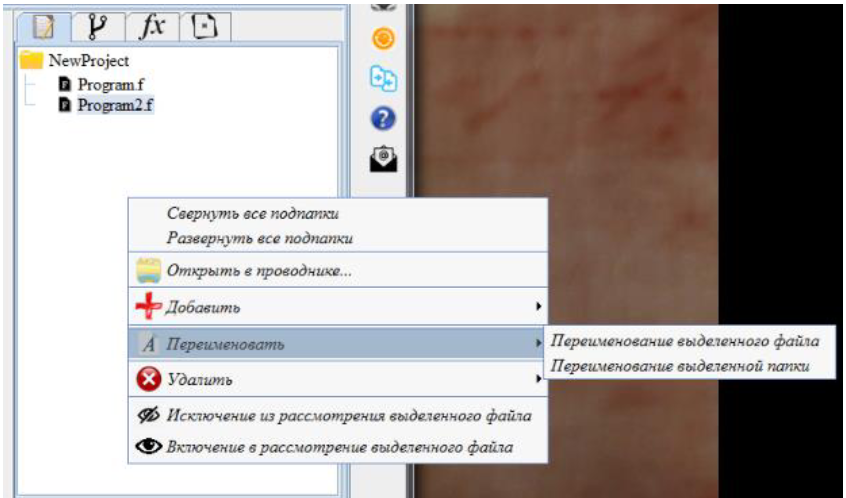 fx
NewProject
Program.f
Program2.f
Свернуть все подпапки
Развернуть все подпапки
Открыть в проводнике...
Добавить
Переименовать
Переименование выделенного файла
Переименование выделенной папки
Удалить
Исключение из рассмотрения выделенного файла
Включение в рассмотрение выделенного файла